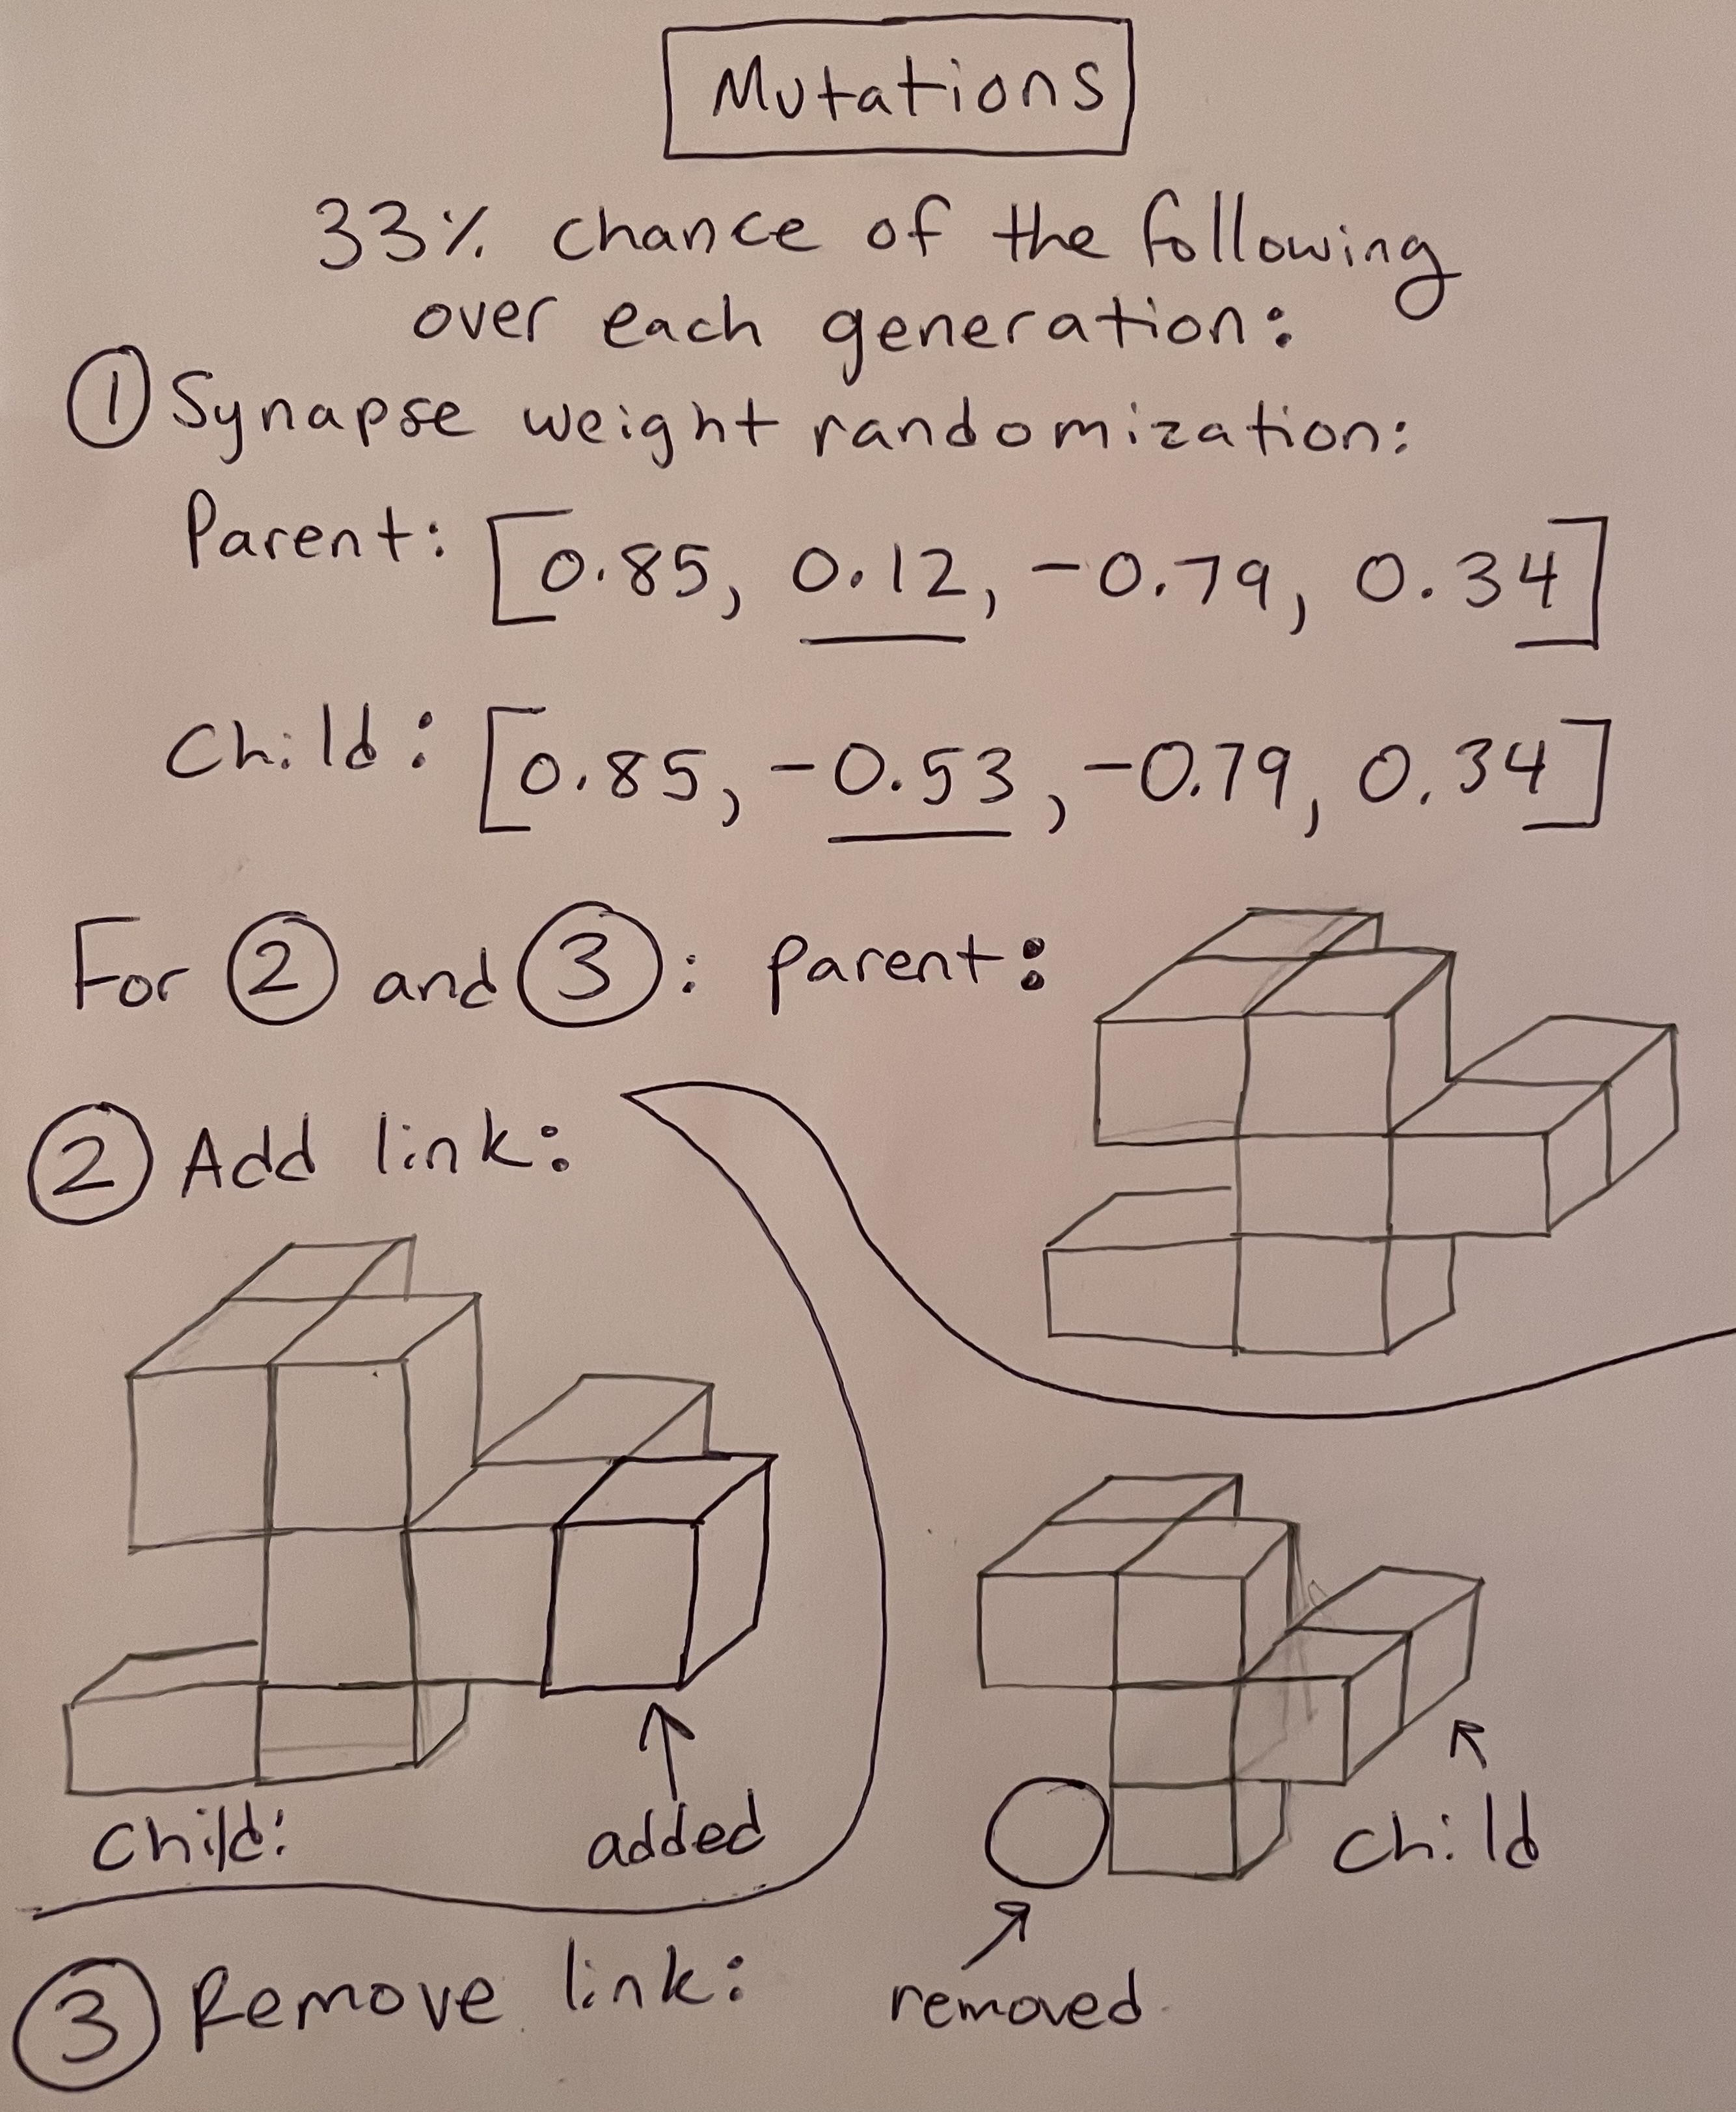 Mutations
33% chance of the following
over each generation:
① Synapse weight randomization:
Parent: [0.85, 0.12, -0.79, 0.34]
Child: [0.85, -0.53, -0.79, 0.34]
For ② and ③: parent:
② Add link:
child:
added
child
removed
③ Remove link: